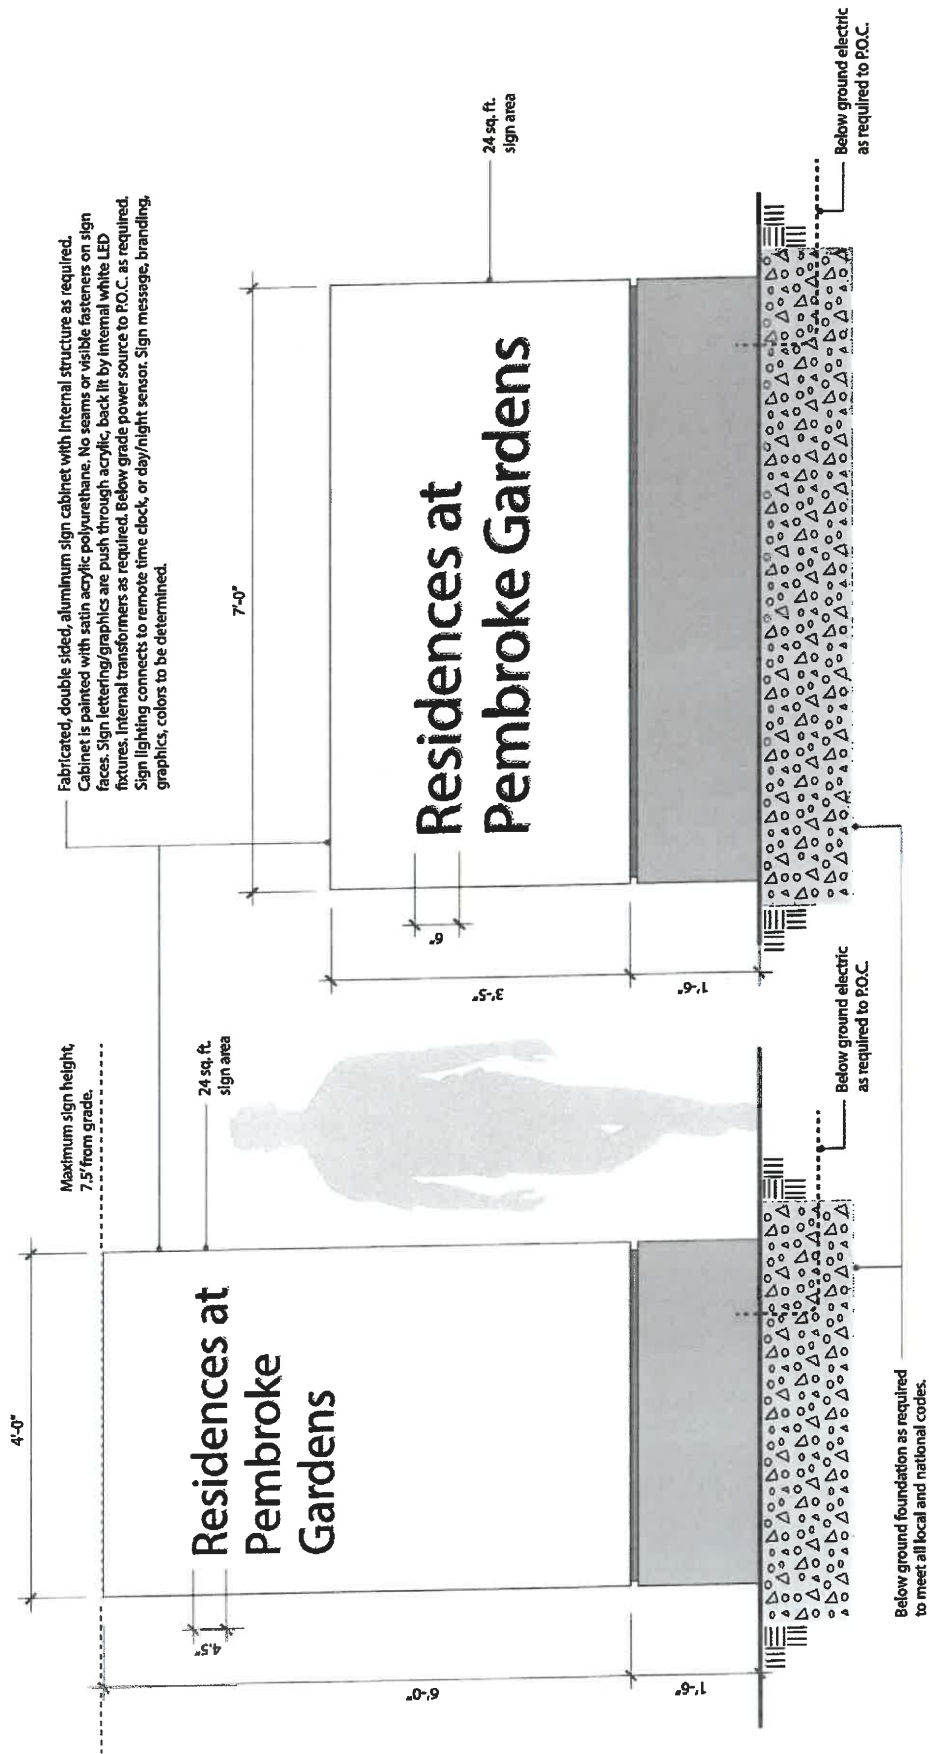 Fabricated, double sided, aluminum sign cabinet with internal structure as required.
Cabinet is painted with satin acrylic polyurethane. No seams or visible fasteners on sign
faces. Sign lettering/graphics are push through acrylic, back lit by internal white LED
fixtures. Internal transformers as required. Below grade power source to P.O.C. as required.
Sign lighting connects to remote time clock, or day/night sensor. Sign message, branding,
graphics, colors to be determined.
Maximum sign height,
7.5' from grade.
4'-0"
24 sq. ft.
sign area
4.5"
Residences at
Pembroke
Gardens
6'-0"
1'-6"
Below ground electric
as required to P.O.C.
7'-0"
24 sq. ft.
sign area
6"
Residences at
Pembroke Gardens
3'-5"
1'-6"
Below ground electric
as required to P.O.C.
Below ground foundation as required
to meet all local and national codes.